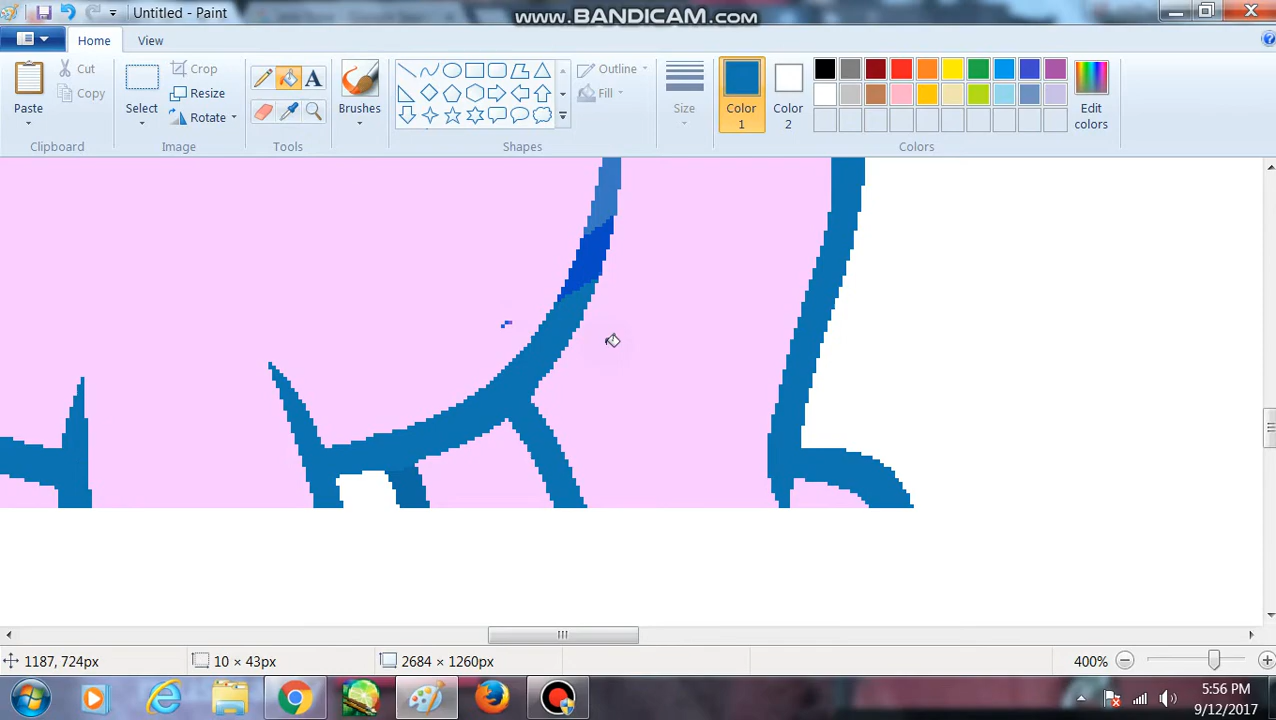 Untitled - Paint
www.BANDICAM.com
Home
View
Paste
Cut
Copy
Clipboard
Select
Crop
Resize
Rotate
Image
A
Tools
Brushes
Shapes
Outline
Fill
Size
Color
1
Color
2
Edit
colors
Colors
1187, 724px
10 × 43px
2684 × 1260px
400%
5:56 PM
9/12/2017